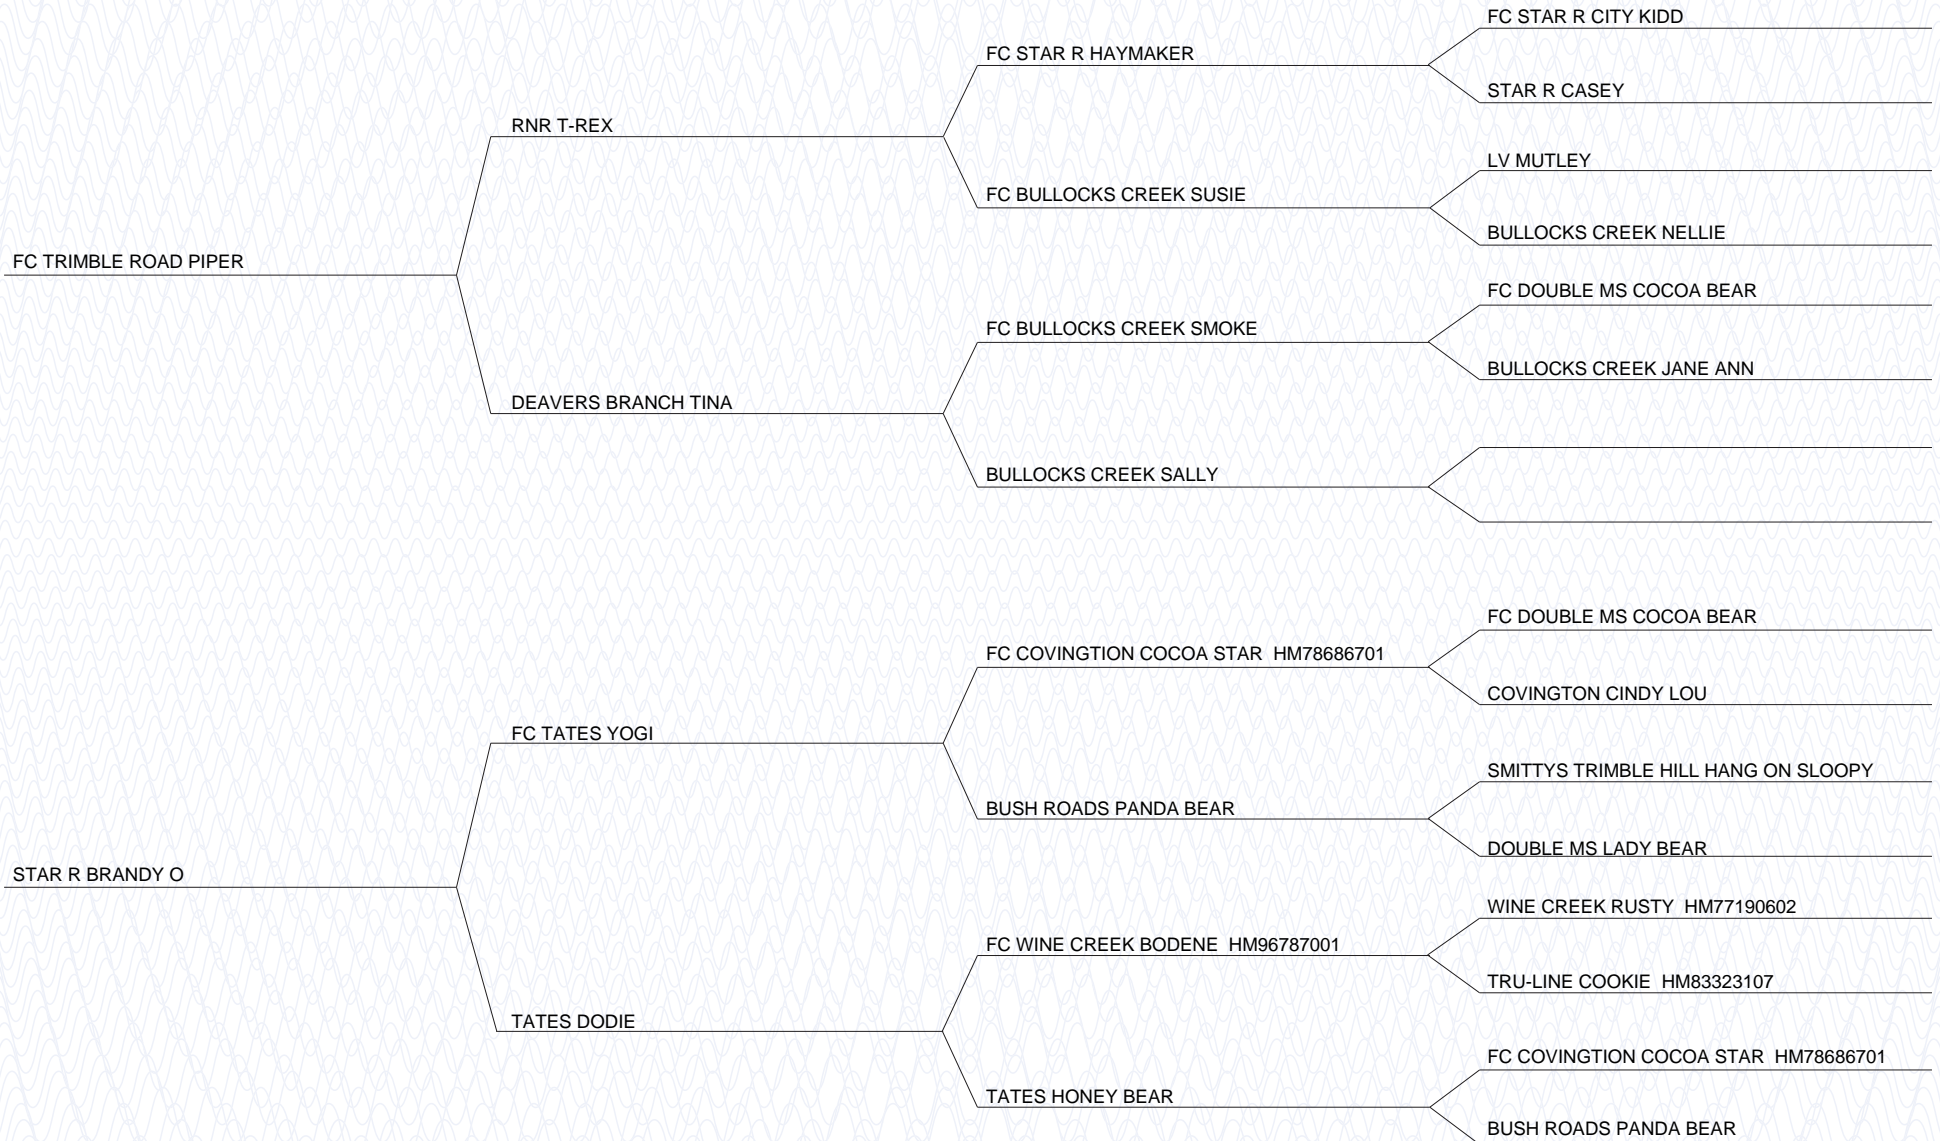 FC STAR R CITY KIDD
FC STAR R HAYMAKER
STAR R CASEY
RNR T-REX
LV MUTLEY
FC BULLOCKS CREEK SUSIE
BULLOCKS CREEK NELLIE
FC TRIMBLE ROAD PIPER
FC DOUBLE MS COCOA BEAR
FC BULLOCKS CREEK SMOKE
BULLOCKS CREEK JANE ANN
DEAVERS BRANCH TINA
BULLOCKS CREEK SALLY
FC DOUBLE MS COCOA BEAR
FC COVINGTION COCOA STAR HM78686701
COVINGTON CINDY LOU
FC TATES YOGI
SMITTYS TRIMBLE HILL HANG ON SLOOPY
BUSH ROADS PANDA BEAR
DOUBLE MS LADY BEAR
STAR R BRANDY O
WINE CREEK RUSTY HM77190602
FC WINE CREEK BODENE HM96787001
TRU-LINE COOKIE HM83323107
TATES DODIE
FC COVINGTION COCOA STAR HM78686701
TATES HONEY BEAR
BUSH ROADS PANDA BEAR